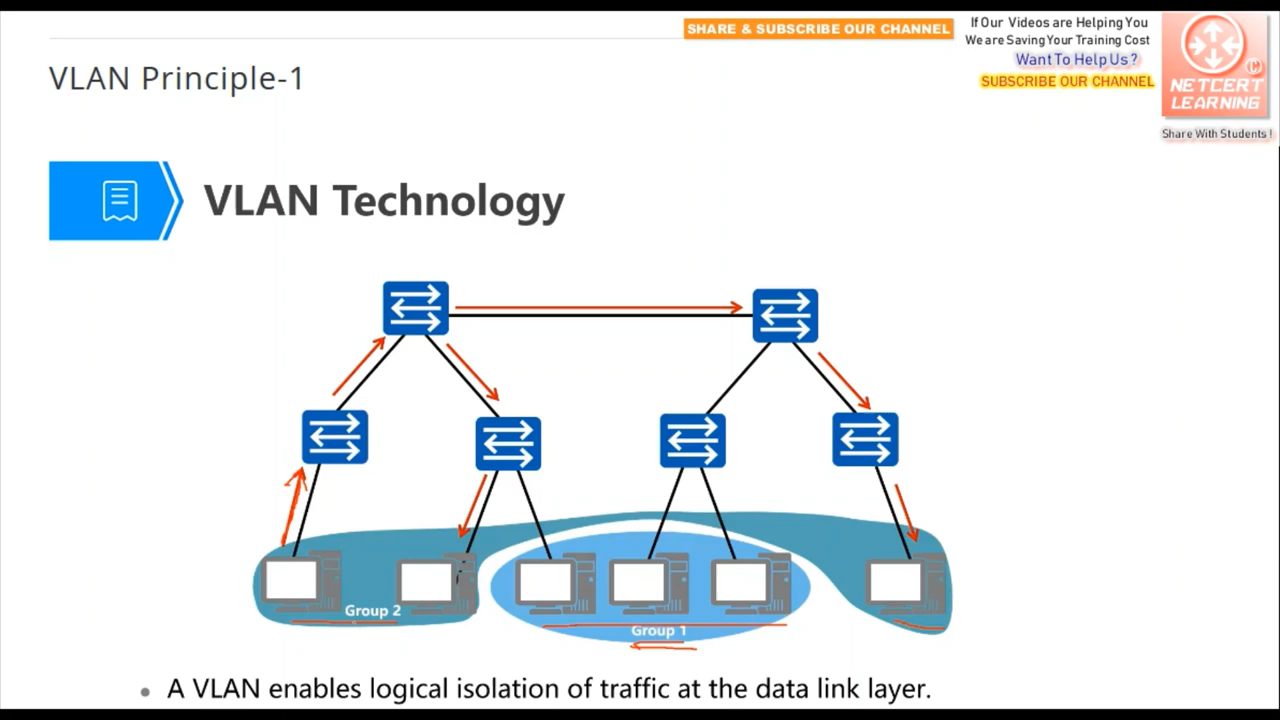 SHARE & SUBSCRIBE OUR CHANNEL
If Our Videos are Helping You
We are Saving Your Training Cost
Want To Help Us?
SUBSCRIBE OUR CHANNEL
©
NETCERT
LEARNING
Share With Students !
VLAN Principle-1
VLAN Technology
Group 2
Group 1
• A VLAN enables logical isolation of traffic at the data link layer.